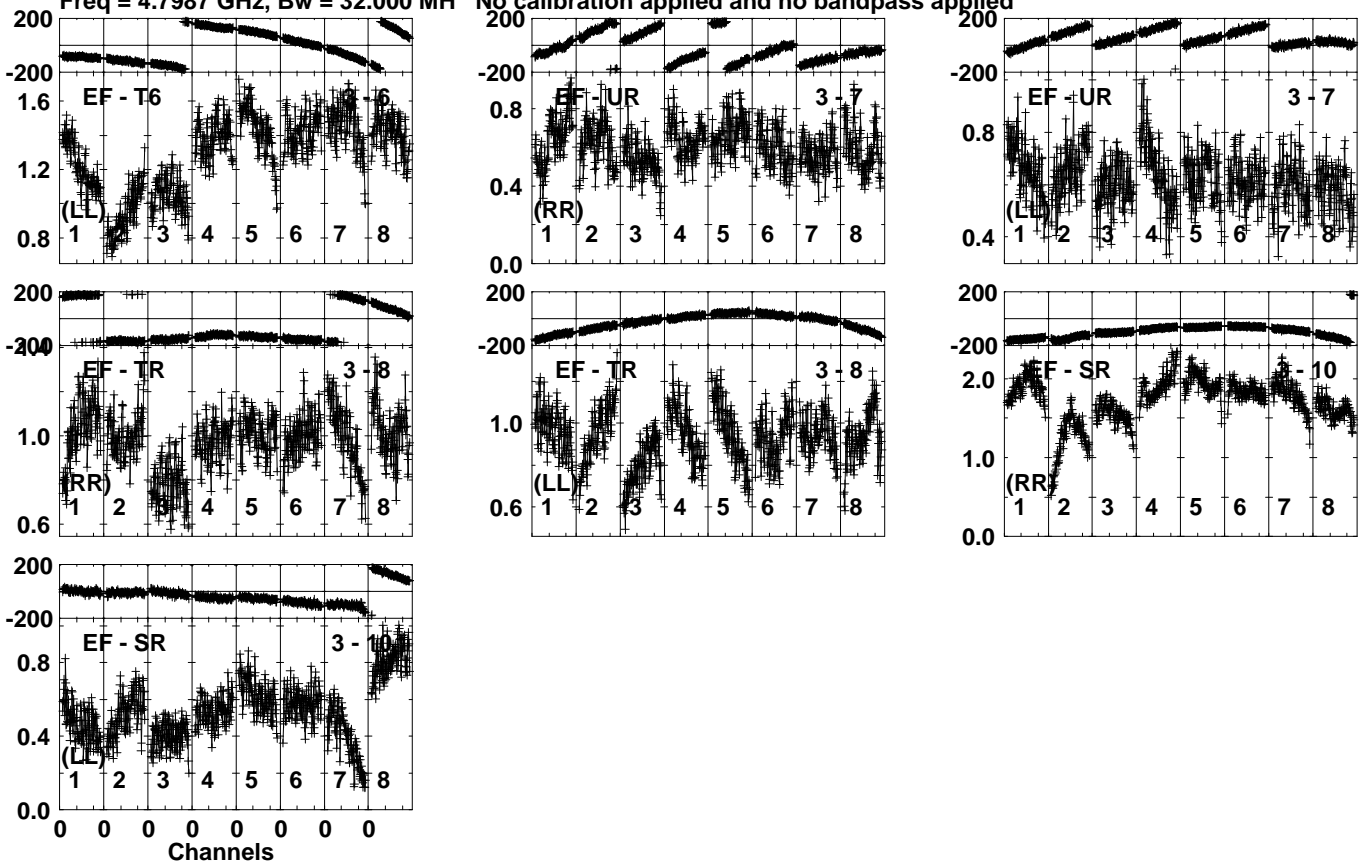 Freq = 4.7987 GHz, Bw = 32.000 MH No calibration applied and no bandpass applied
200
-200
1.6
1.2
0.8
EF - T6
3 - 6
(LL)
1 2 3 4 5 6 7 8
200
-200
0.8
0.4
0.0
EF - UR
3 - 7
(RR)
1 2 3 4 5 6 7 8
200
-200
0.8
0.4
EF - UR
3 - 7
(LL)
1 2 3 4 5 6 7 8
200
-200
1.4
1.0
0.6
EF - TR
3 - 8
(RR)
1 2 3 4 5 6 7 8
200
-200
1.0
0.6
EF - TR
3 - 8
(LL)
1 2 3 4 5 6 7 8
200
-200
2.0
1.0
0.0
EF - SR
3 - 10
(RR)
1 2 3 4 5 6 7 8
200
-200
0.8
0.4
0.0
EF - SR
3 - 10
(LL)
1 2 3 4 5 6 7 8
0 0 0 0 0 0 0 0
Channels